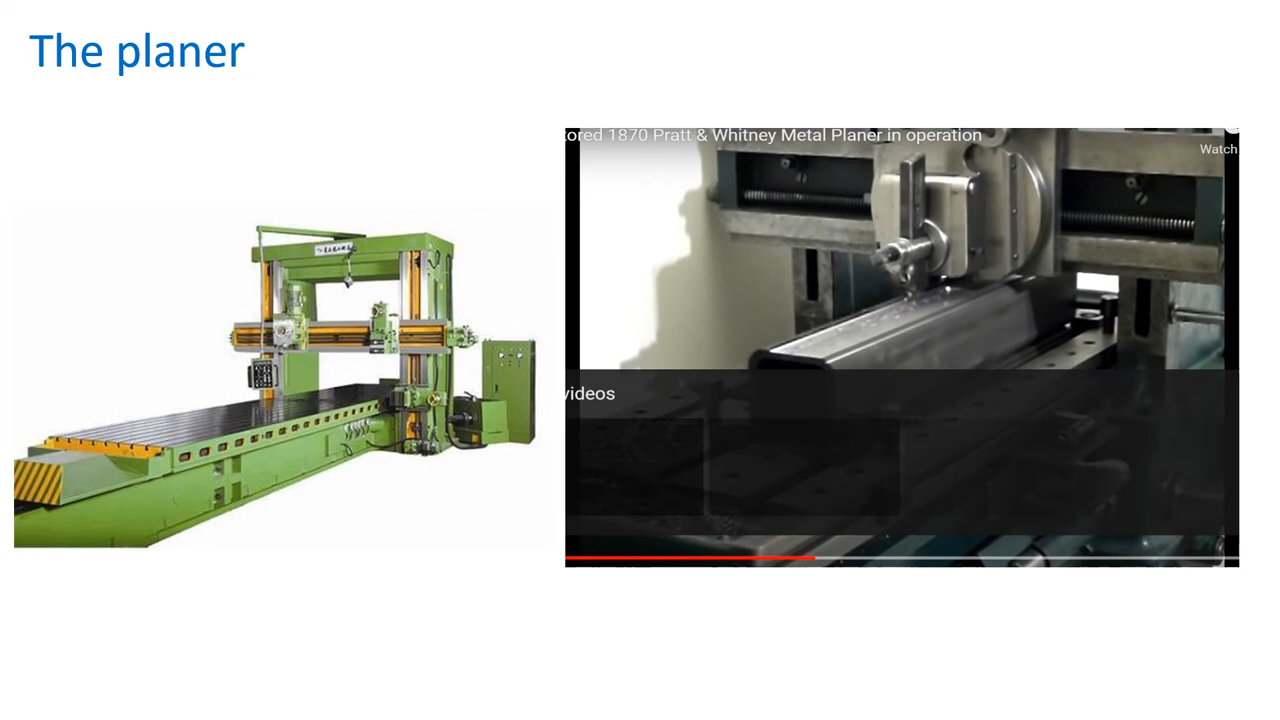 The planer
tored 1870 Pratt & Whitney Metal Planer in operation
Watch
videos